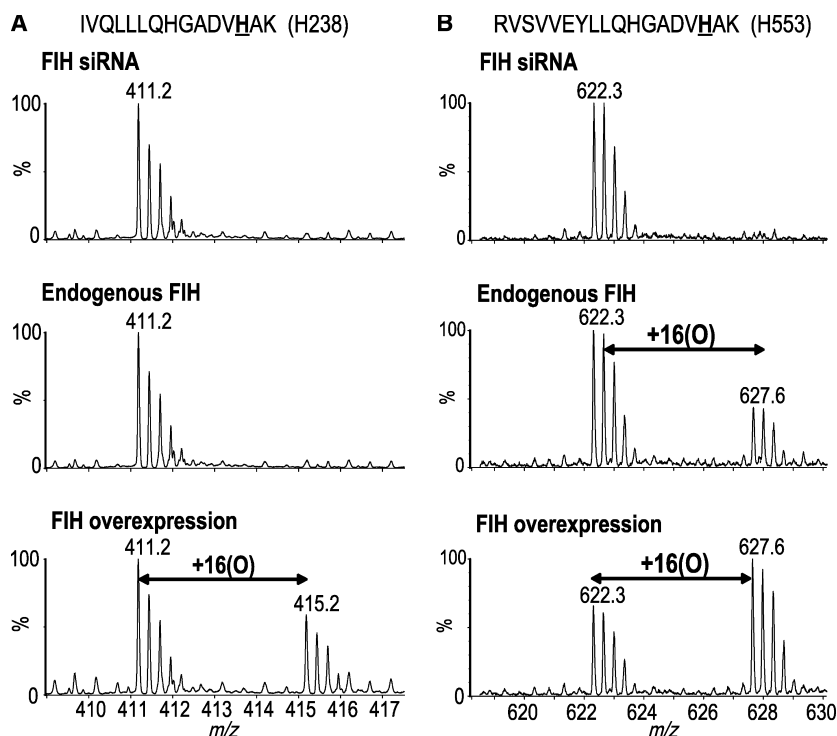 A IVQLLLQHGADVHAK (H238)
FIH siRNA
411.2
100
%
0
Endogenous FIH
411.2
100
%
0
FIH overexpression
411.2
+16(O)
415.2
100
%
0
410 411 412 413 414 415 416 417
m/z
B RVSVVEYLLQHGADVHAK (H553)
FIH siRNA
622.3
100
%
0
Endogenous FIH
622.3
+16(O)
627.6
100
%
0
FIH overexpression
627.6
+16(O)
622.3
100
%
0
620 622 624 626 628 630
m/z